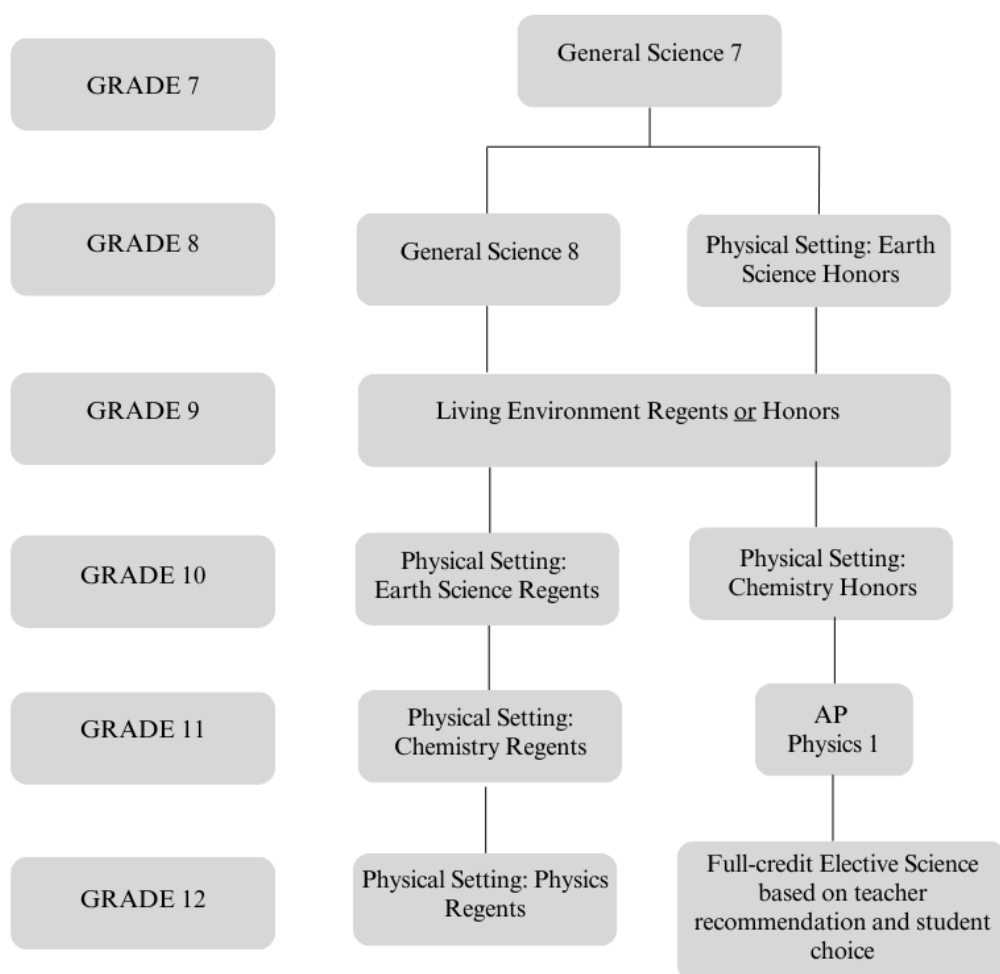 GRADE 7
General Science 7
GRADE 8
General Science 8
Physical Setting: Earth
Science Honors
GRADE 9
Living Environment Regents or Honors
GRADE 10
Physical Setting:
Earth Science Regents
Physical Setting:
Chemistry Honors
GRADE 11
Physical Setting:
Chemistry Regents
AP
Physics 1
GRADE 12
Physical Setting: Physics
Regents
Full-credit Elective Science
based on teacher
recommendation and student
choice